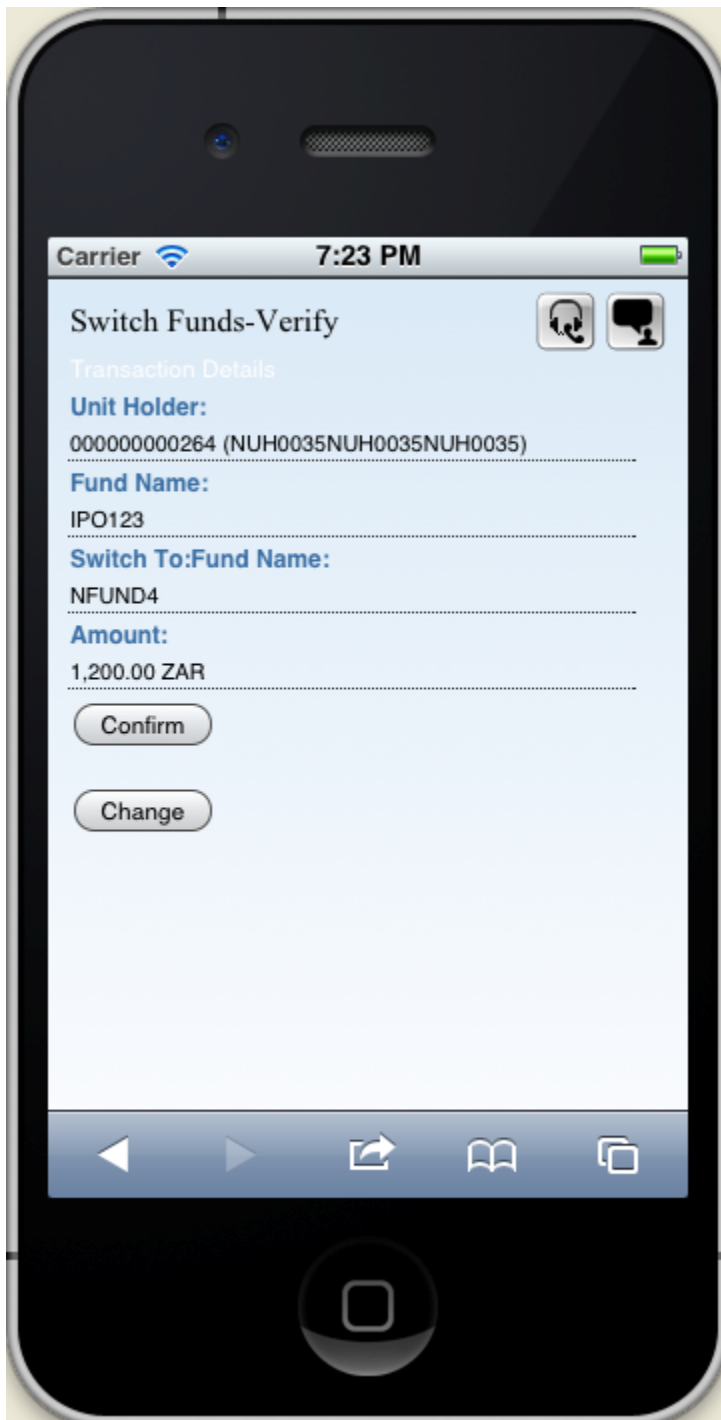 Carrier 7:23 PM
Switch Funds-Verify
Transaction Details
Unit Holder:
000000000264 (NUH0035NUH0035NUH0035)
Fund Name:
IPO123
Switch To:Fund Name:
NFUND4
Amount:
1,200.00 ZAR
Confirm
Change